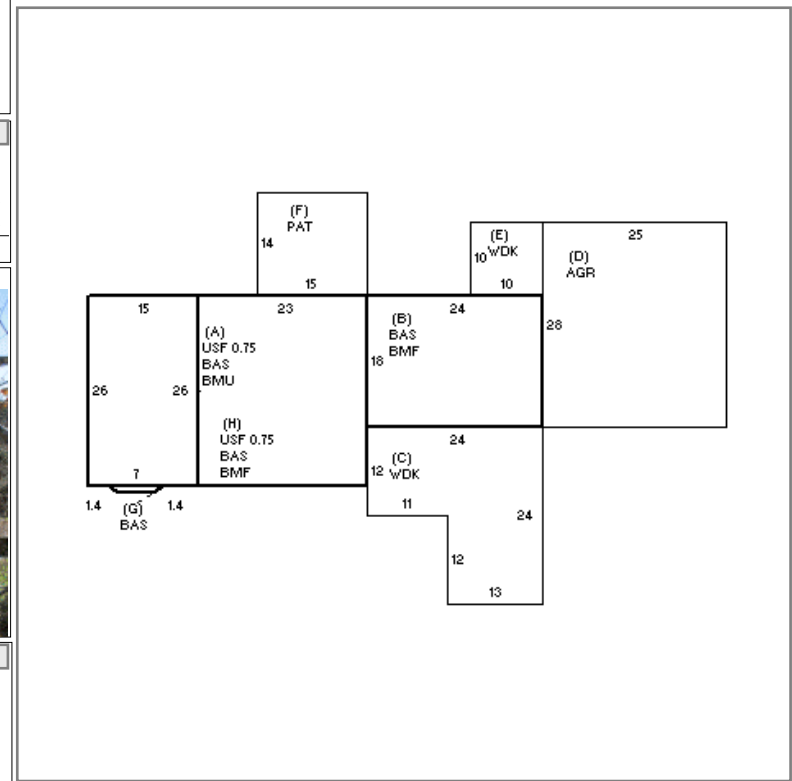 (F)
PAT
14
15
(E)
WDK
10
10
25
(D)
AGR
28
15
26
26
7
1.4
(G)
BAS
1.4
23
(A)
USF 0.75
BAS
BMU
(H)
USF 0.75
BAS
BMF
24
(B)
BAS
BMF
18
24
(C)
WDK
12
11
24
12
13